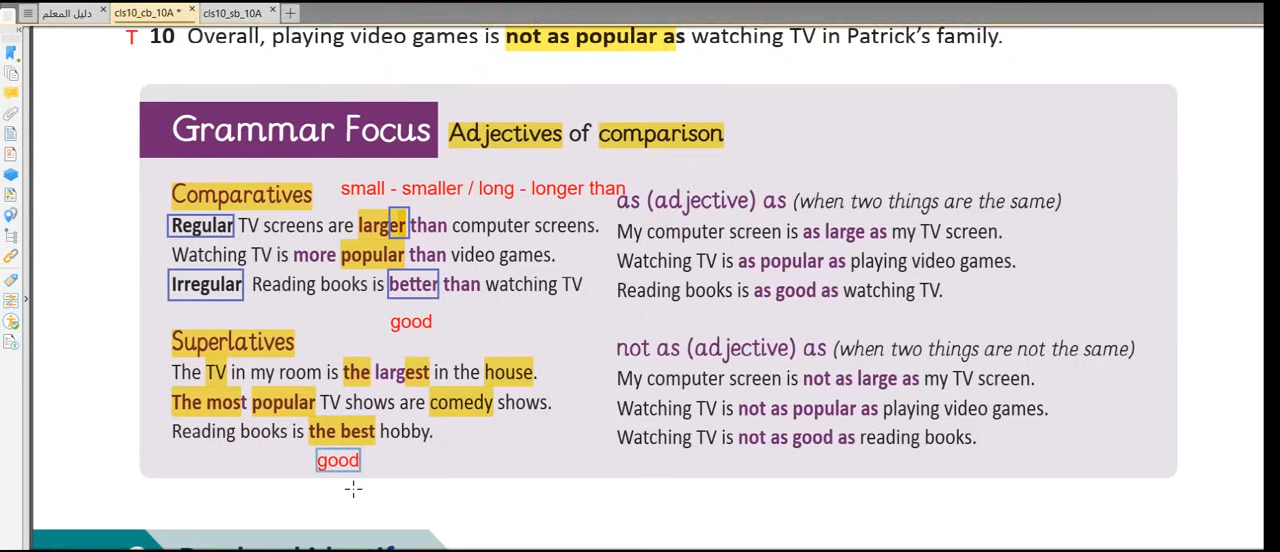 دليل المعلم
cls10_cb_10A *
cls10_sb_10A
T 10 Overall, playing video games is not as popular as watching TV in Patrick's family.
Grammar Focus Adjectives of comparison
Comparatives
small - smaller / long - longer than
Regular TV screens are larger than computer screens.
Watching TV is more popular than video games.
Irregular Reading books is better than watching TV
good
Superlatives
The TV in my room is the largest in the house.
The most popular TV shows are comedy shows.
Reading books is the best hobby.
good
as (adjective) as (when two things are the same)
My computer screen is as large as my TV screen.
Watching TV is as popular as playing video games.
Reading books is as good as watching TV.
not as (adjective) as (when two things are not the same)
My computer screen is not as large as my TV screen.
Watching TV is not as popular as playing video games.
Watching TV is not as good as reading books.